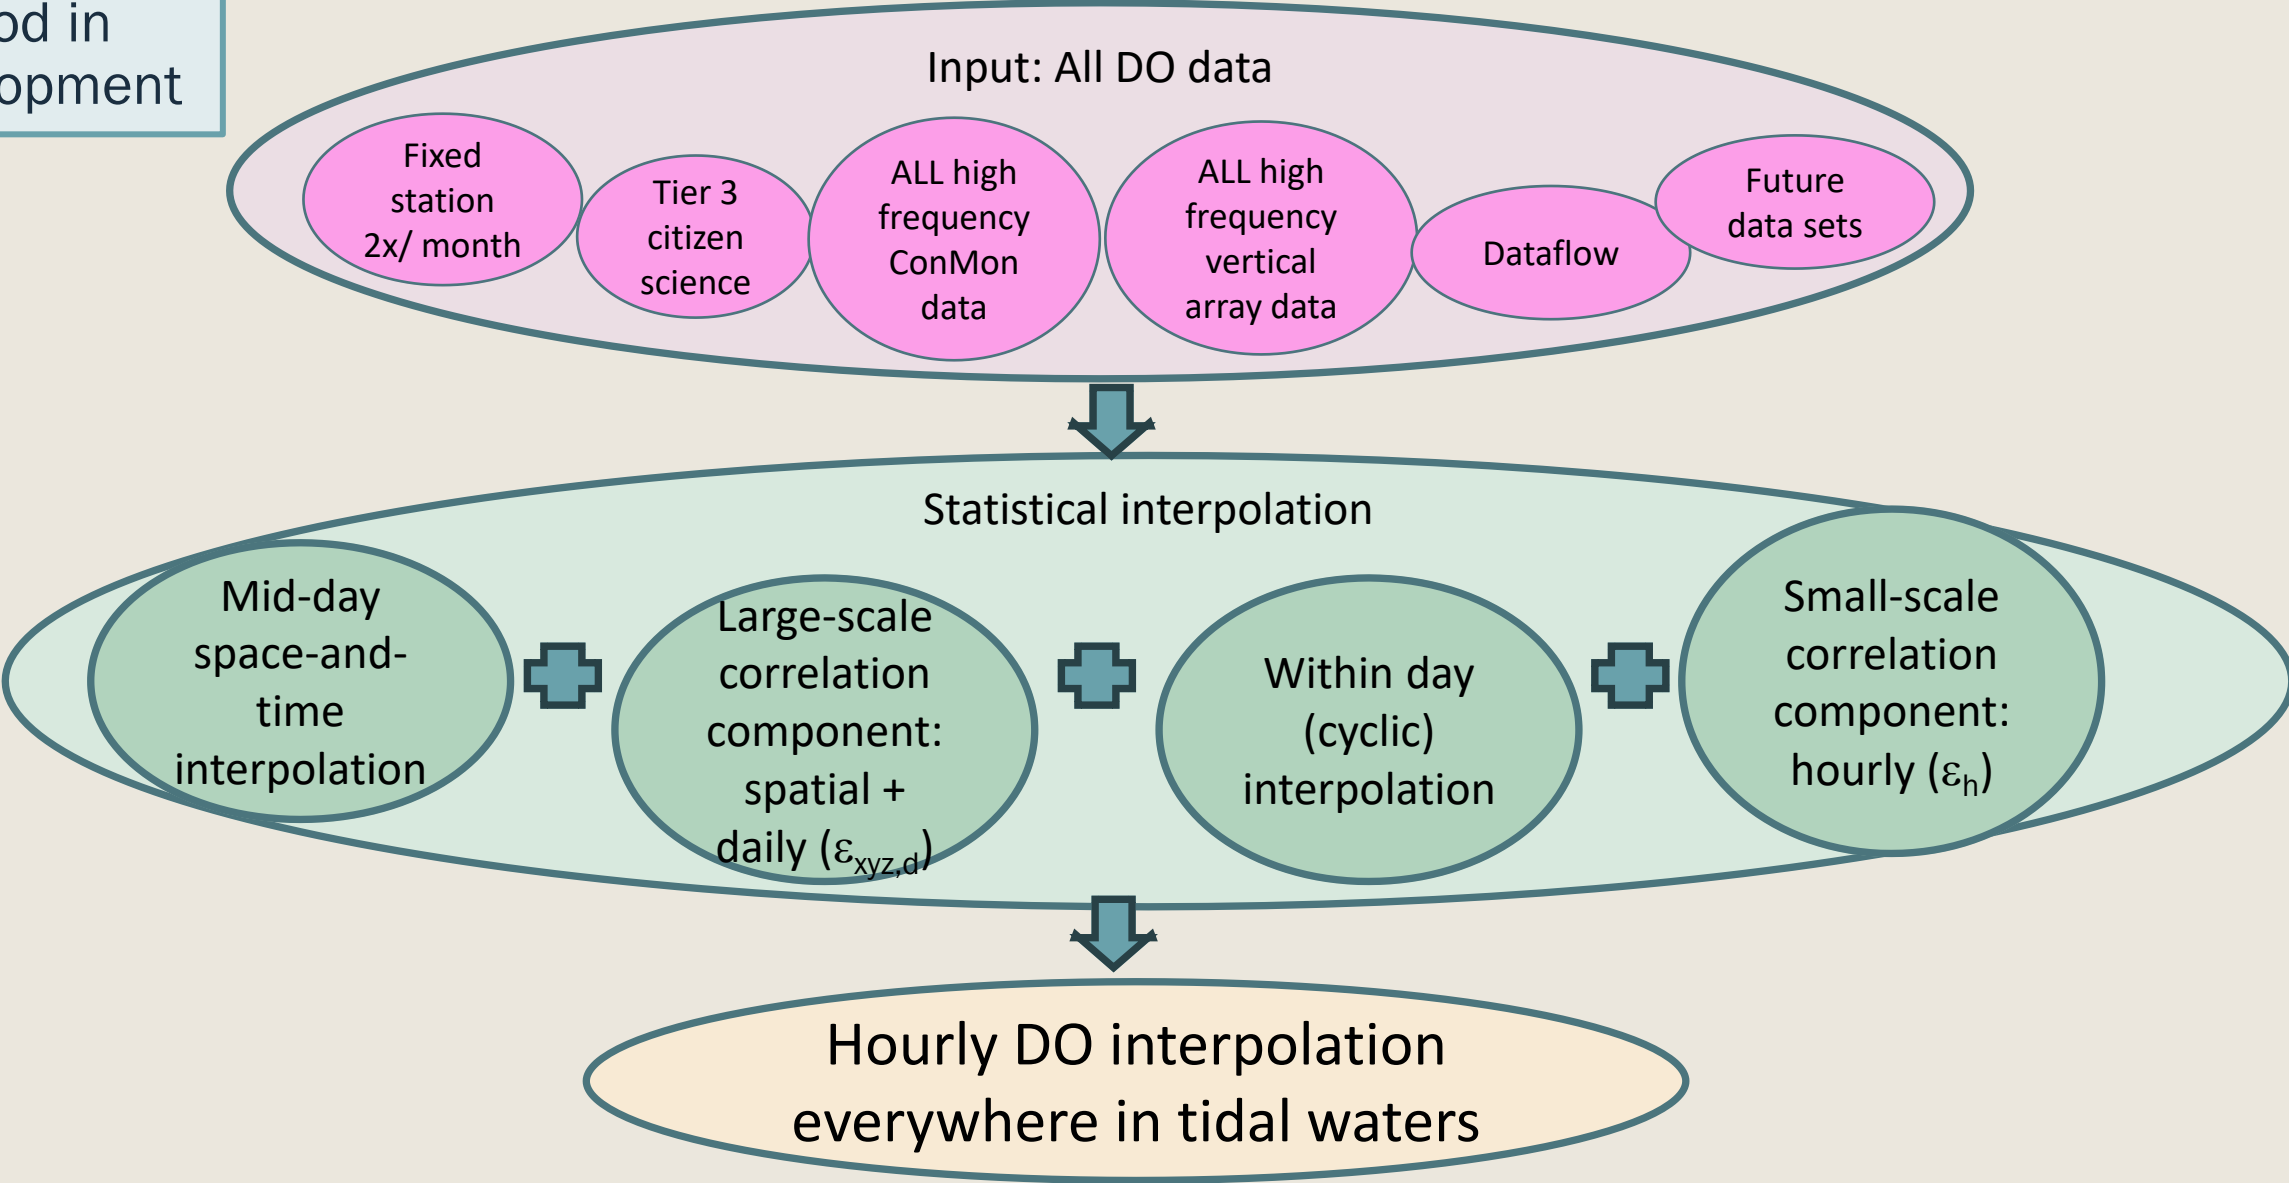 in
Input: All DO data
Fixed
station
2x/ month
Tier 3
citizen
science
ALL high
frequency
ConMon
data
ALL high
frequency
vertical
array data
Dataflow
Future
data sets
Statistical interpolation
Mid-day
space-and-
time
interpolation
Large-scale
correlation
component:
spatial +
daily (εxyz,d)
Within day
(cyclic)
interpolation
Small-scale
correlation
component:
hourly (εh)
Hourly DO interpolation
everywhere in tidal waters